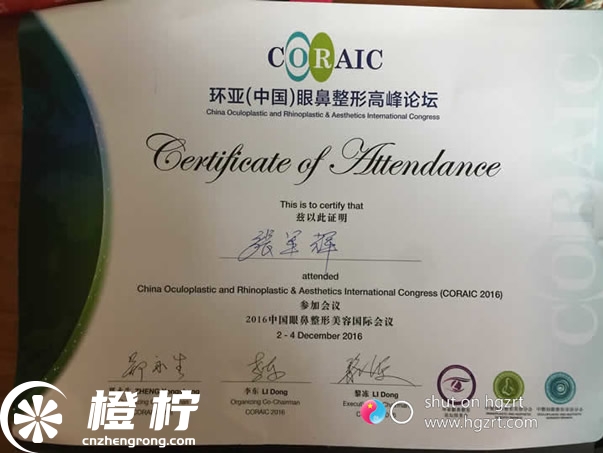 CORAIC
环亚(中国)眼鼻整形高峰论坛
China Oculoplastic and Rhinoplastic & Aesthetics International Congress
Certificate of Attendance
This is to certify that
兹以此证明
张军辉
attended
China Oculoplastic and Rhinoplastic & Aesthetics International Congress (CORAIC 2016)
参加会议
2016中国眼鼻整形美容国际会议
2 - 4 December 2016
ZHENG
李东 LI Dong
黎冻 LI Dong
Organizing Co-Chairman
CORAIC 2016
CORAIC
橙柠
cnzhengrong.com
shut on hgzrt.com
www.hgzrt.com